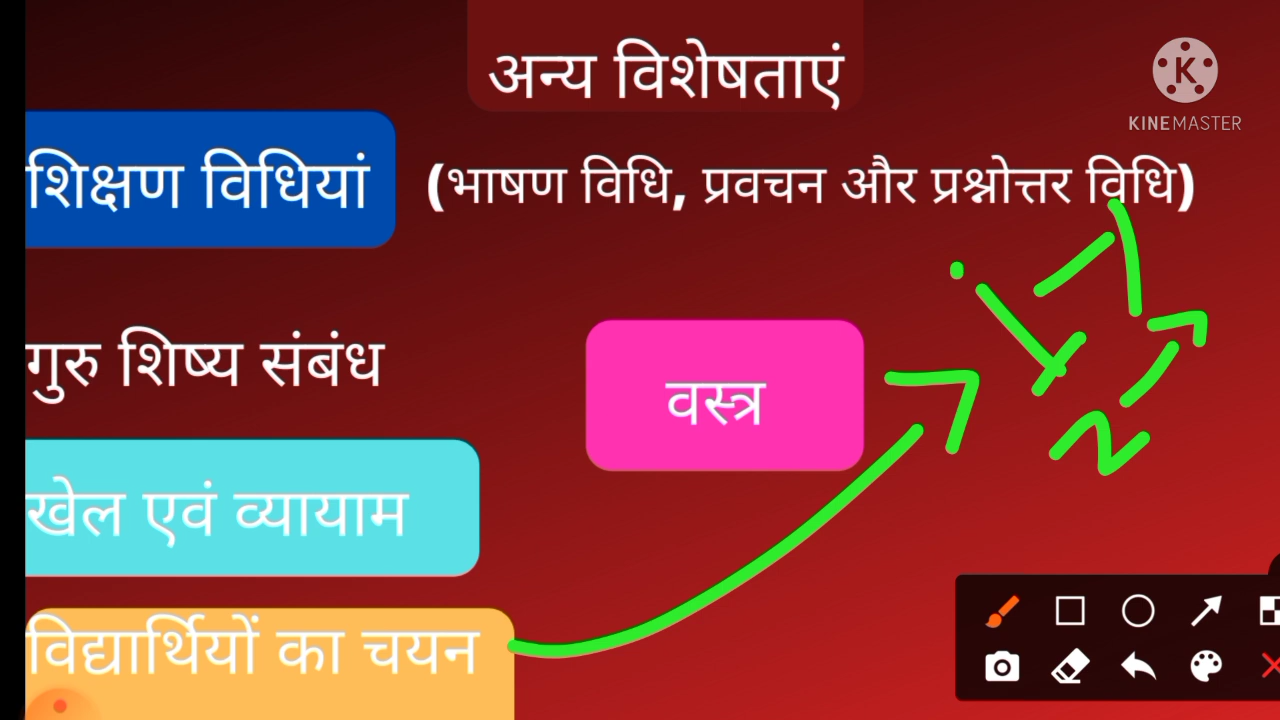 अन्य विशेषताएं
KINEMASTER
शिक्षण विधियां (भाषण विधि, प्रवचन और प्रश्नोत्तर विधि)
गुरु शिष्य संबंध
वस्त्र
खेल एवं व्यायाम
विद्यार्थियों का चयन